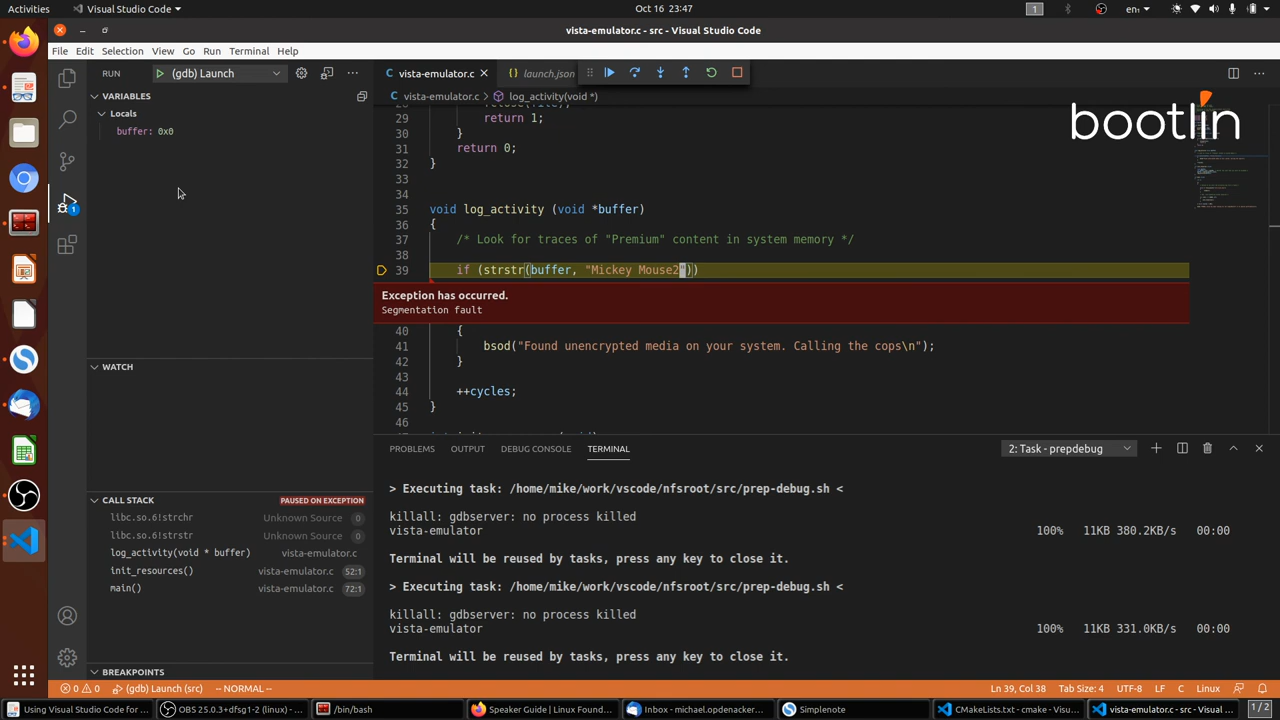 Activities
Visual Studio Code
Oct 16 23:47
1
en₁
vista-emulator.c - src - Visual Studio Code
File Edit Selection View Go Run Terminal Help
RUN (gdb) Launch
vista-emulator.c
launch.json
VARIABLES
vista-emulator.c > log_activity(void *)
bootlin
Locals
buffer: 0x0
29 return 1;
30 }
31 return 0;
32 }
33
34
35 void log_activity (void *buffer)
36 {
37 /* Look for traces of "Premium" content in system memory */
38
39 if (strstr(buffer, "Mickey Mouse2"))
Exception has occurred.
Segmentation fault
40 {
41 bsod("Found unencrypted media on your system. Calling the cops\n");
42 }
43
44 ++cycles;
45 }
46
WATCH
PROBLEMS OUTPUT DEBUG CONSOLE TERMINAL
2: Task - prepdebug
> Executing task: /home/mike/work/vscode/nfsroot/src/prep-debug.sh <
killall: gdbserver: no process killed
vista-emulator 100% 11KB 380.2KB/s 00:00
Terminal will be reused by tasks, press any key to close it.
> Executing task: /home/mike/work/vscode/nfsroot/src/prep-debug.sh <
killall: gdbserver: no process killed
vista-emulator 100% 11KB 331.0KB/s 00:00
Terminal will be reused by tasks, press any key to close it.
CALL STACK PAUSED ON EXCEPTION
libc.so.6!strchr Unknown Source 0
libc.so.6!strstr Unknown Source 0
log_activity(void * buffer) vista-emulator.c
init_resources() vista-emulator.c 52:1
main() vista-emulator.c 72:1
BREAKPOINTS
1
0 0 (gdb) Launch (src) -- NORMAL --
Ln 39, Col 38 Tab Size: 4 UTF-8 LF C Linux
Using Visual Studio Code for ...
OBS 25.0.3+dfsg1-2 (linux) - ...
/bin/bash
Speaker Guide | Linux Found...
Inbox - michael.opdenacker...
Simplenote
CMakeLists.txt - cmake - Visu...
vista-emulator.c - src - Visual ...
1 / 2